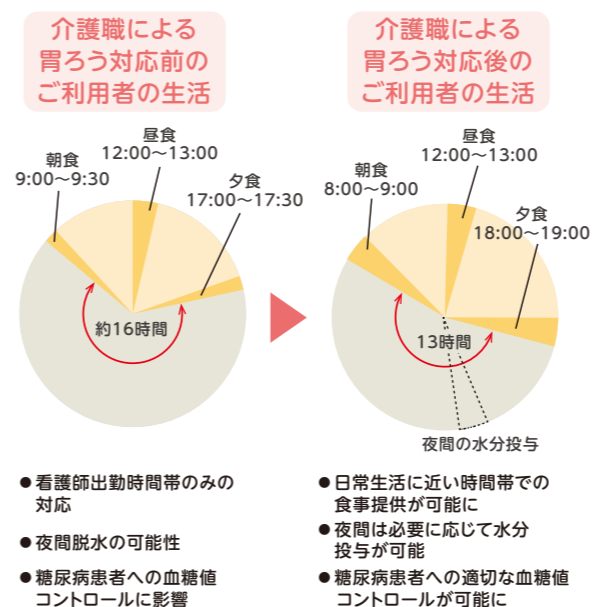 介護職による
胃ろう対応前の
ご利用者の生活
昼食
12:00〜13:00
朝食
9:00〜9:30
夕食
17:00〜17:30
約16時間
●看護師出勤時間帯のみの
対応
●夜間脱水の可能性
●糖尿病患者への血糖値
コントロールに影響
介護職による
胃ろう対応後の
ご利用者の生活
昼食
12:00〜13:00
朝食
8:00〜9:00
夕食
18:00〜19:00
13時間
夜間の水分投与
●日常生活に近い時間帯での
食事提供が可能に
●夜間は必要に応じて水分
投与が可能
●糖尿病患者への適切な血糖値
コントロールが可能に